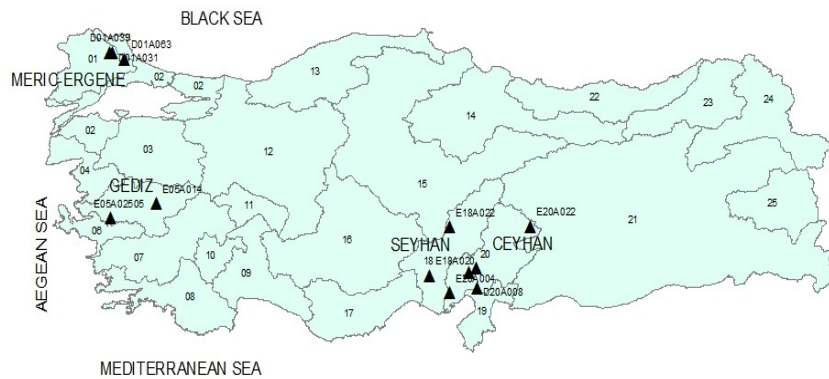 BLACK SEA
D01A063
01
D01A031
MERIC-ERGENE
02
02
13
22
23
24
14
02
03
12
04
15
GEDIZ
E05A014
05
11
21
25
06
E18A022
E20A022
AEGEAN SEA
SEYHAN
CEYHAN
16
07
10
18
E18A020
20
09
E20A004
08
D20A008
17
19
MEDITERRANEAN SEA